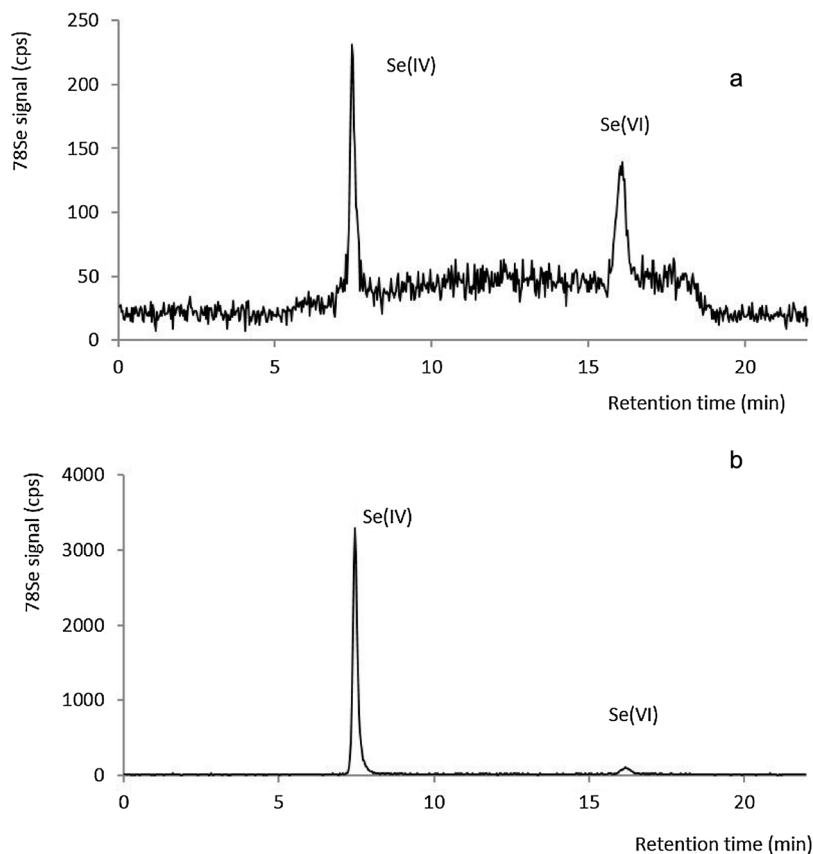 250
200
150
100
50
0
78Se signal (cps)
Se(IV)
a
Se(VI)
0 5 10 15 20
Retention time (min)
b
4000
3000
2000
1000
0
78Se signal (cps)
Se(IV)
Se(VI)
0 5 10 15 20
Retention time (min)